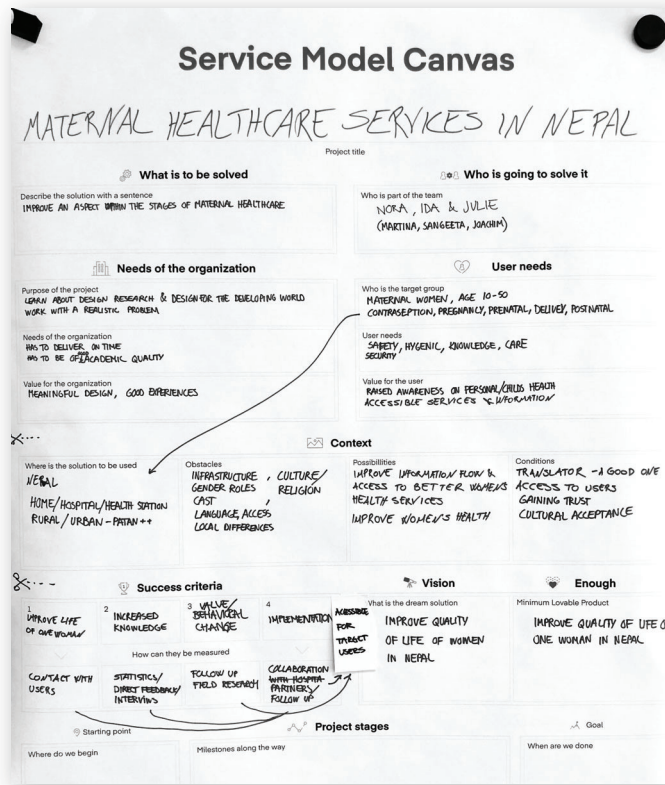 Service Model Canvas
MATERNAL HEALTHCARE SERVICES IN NEPAL
Project title
What is to be solved
Describe the solution with a sentence
IMPROVE AN ASPECT WITHIN THE STAGES OF MATERNAL HEALTHCARE
Who is going to solve it
Who is part of the team
NORA, IDA & JULIE
(MARTINA, SANGEETA, JOACHIM)
Needs of the organization
Purpose of the project
LEARN ABOUT DESIGN RESEARCH & DESIGN FOR THE DEVELOPING WORLD
WORK WITH A REALISTIC PROBLEM
Needs of the organization
HAS TO DELIVER ON TIME
HAS TO BE OF GOOD ACADEMIC QUALITY
Value for the organization
MEANINGFUL DESIGN, GOOD EXPERIENCES
User needs
Who is the target group
MATERNAL WOMEN, AGE 10-50
CONTRASEPTION, PREGNANCY, PRENATAL, DELIVEY, POSTNATAL
User needs
SAFETY, HYGENIC, KNOWLEDGE, CARE
SECURITY
Value for the user
RAISED AWARENESS ON PERSONAL/CHILDS HEALTH
ACCESSIBLE SERVICES & INFORMATION
Context
Where is the solution to be used
NEPAL
HOME/HOSPITAL/HEALTH STATION
RURAL/URBAN - PATAN ++
Obstacles
INFRASTRUCTURE, CULTURE/
GENDER ROLES, RELIGION
CAST
LANGUAGE, ACCESS
LOCAL DIFFERENCES
Possibillities
IMPROVE INFORMATION FLOW &
ACCESS TO BETTER WOMENS
HEALTH SERVICES
IMPROVE WOMEN'S HEALTH
Conditions
TRANSLATOR - A GOOD ONE
ACCESS TO USERS
GAINING TRUST
CULTURAL ACCEPTANCE
Success criteria
1
IMPROVE LIFE
OF ONE WOMAN
2
INCREASED
KNOWLEDGE
3
VALUE/
BEHAVIORAL
CHANGE
4
IMPLEMENTATION
ACCESSIBLE
FOR
TARGET
USERS
How can they be measured
CONTACT WITH
USERS
STATISTICS/
DIRECT FEEDBACK/
INTERVIWS
FOLLOW UP
FIELD RESEARCH
COLLABORATION
WITH HOSPITA
PARTNERS/
FOLLOW UP
Vision
What is the dream solution
IMPROVE QUALITY
OF LIFE OF WOMEN
IN NEPAL
Enough
Minimum Lovable Product
IMPROVE QUALITY OF LIFE O
ONE WOMAN IN NEPAL
Starting point
Where do we begin
Project stages
Milestones along the way
Goal
When are we done